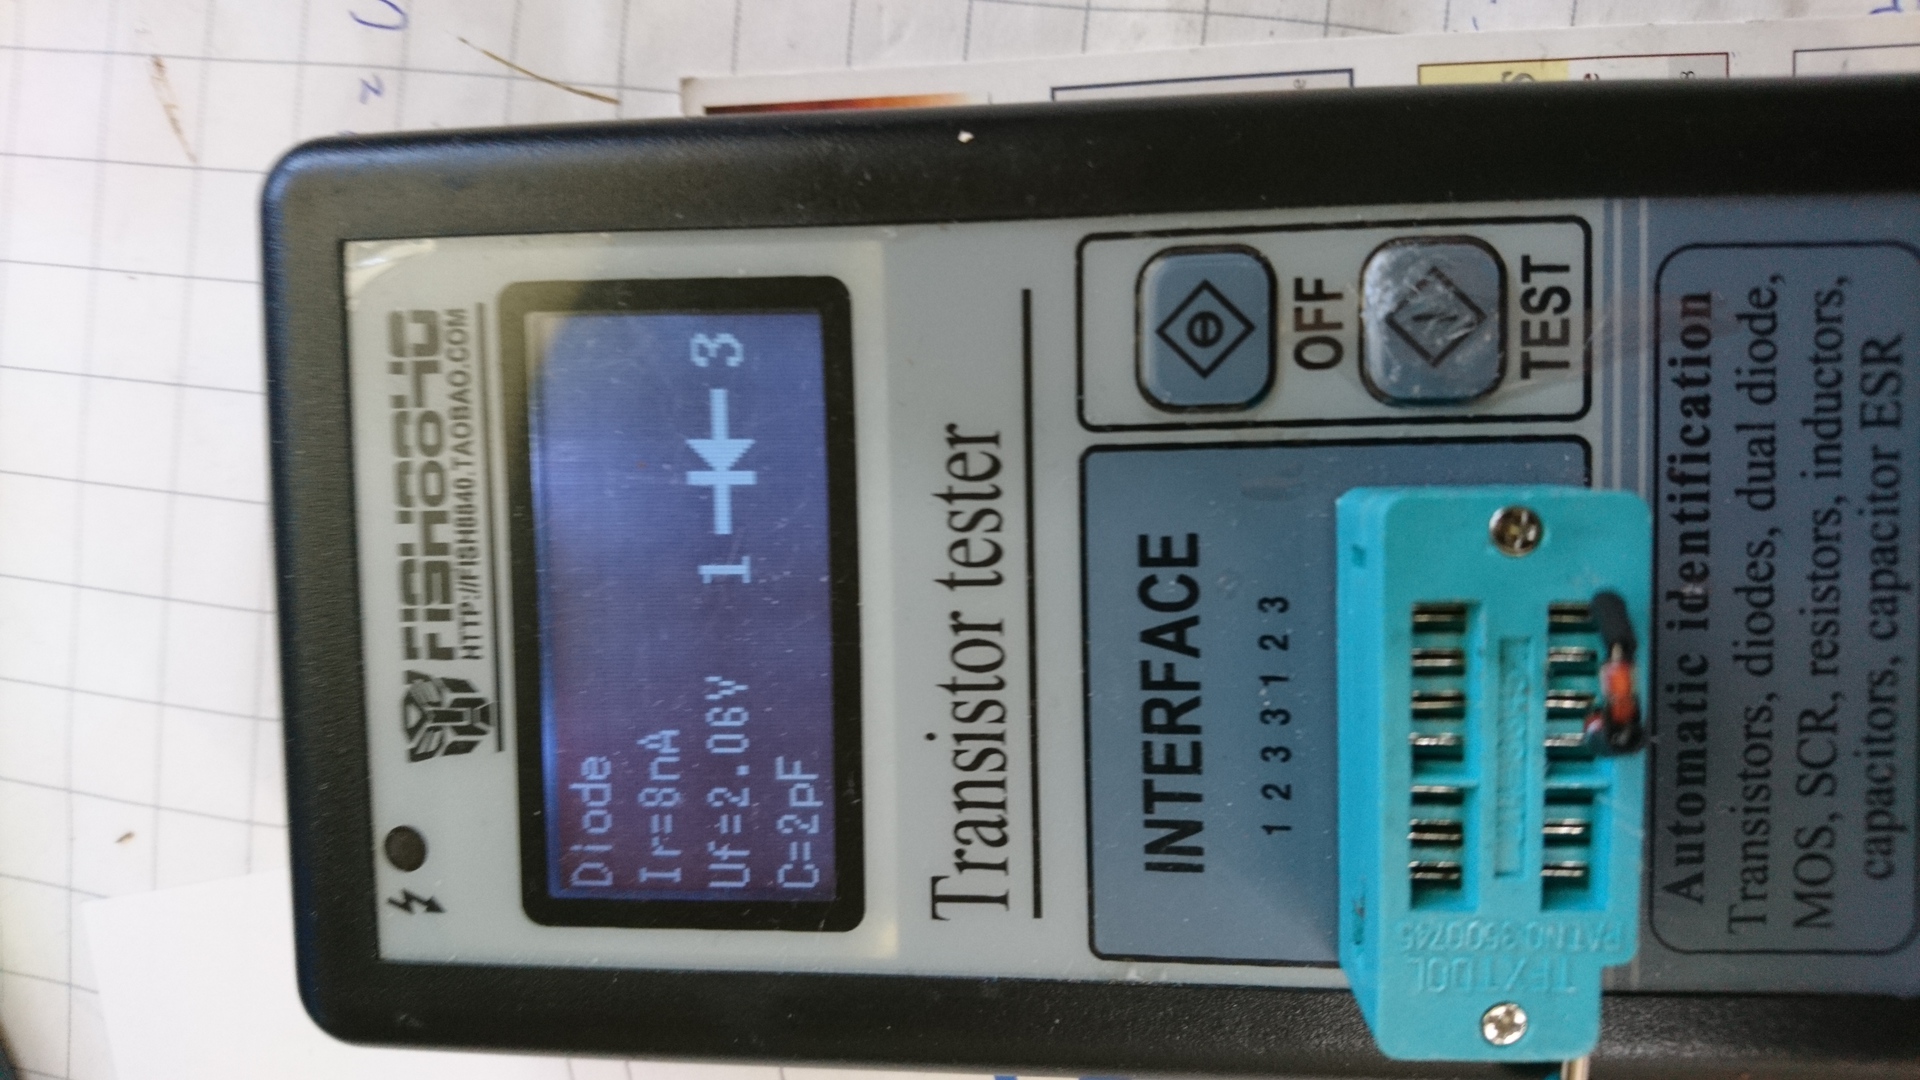 FISH8840
HTTP://FISH8840.TAOBAO.COM
Diode
Ir=8nA
Uf=2.06V
C=2pF
1 3
Transistor tester
INTERFACE
1 2 3 3 3 1 2 3
OFF
TEST
TEXTOOL
PAT.NO.3500745
Automatic identification
Transistors, diodes, dual diode,
MOS, SCR, resistors, inductors,
capacitors, capacitor ESR